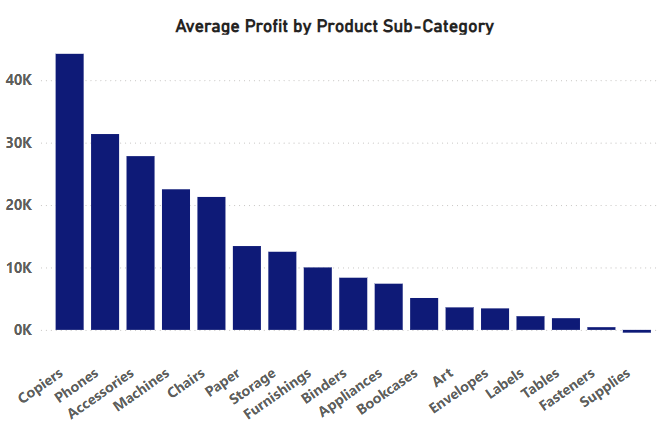 Average Profit by Product Sub-Category
40K
30K
20K
10K
0K
Copiers
Phones
Accessories
Machines
Chairs
Paper
Storage
Furnishings
Binders
Appliances
Bookcases
Art
Envelopes
Labels
Tables
Fasteners
Supplies